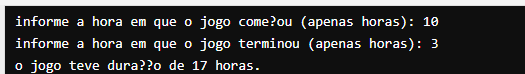 informe a hora em que o jogo come?ou (apenas horas): 10
informe a hora em que o jogo terminou (apenas horas): 3
o jogo teve dura??o de 17 horas.